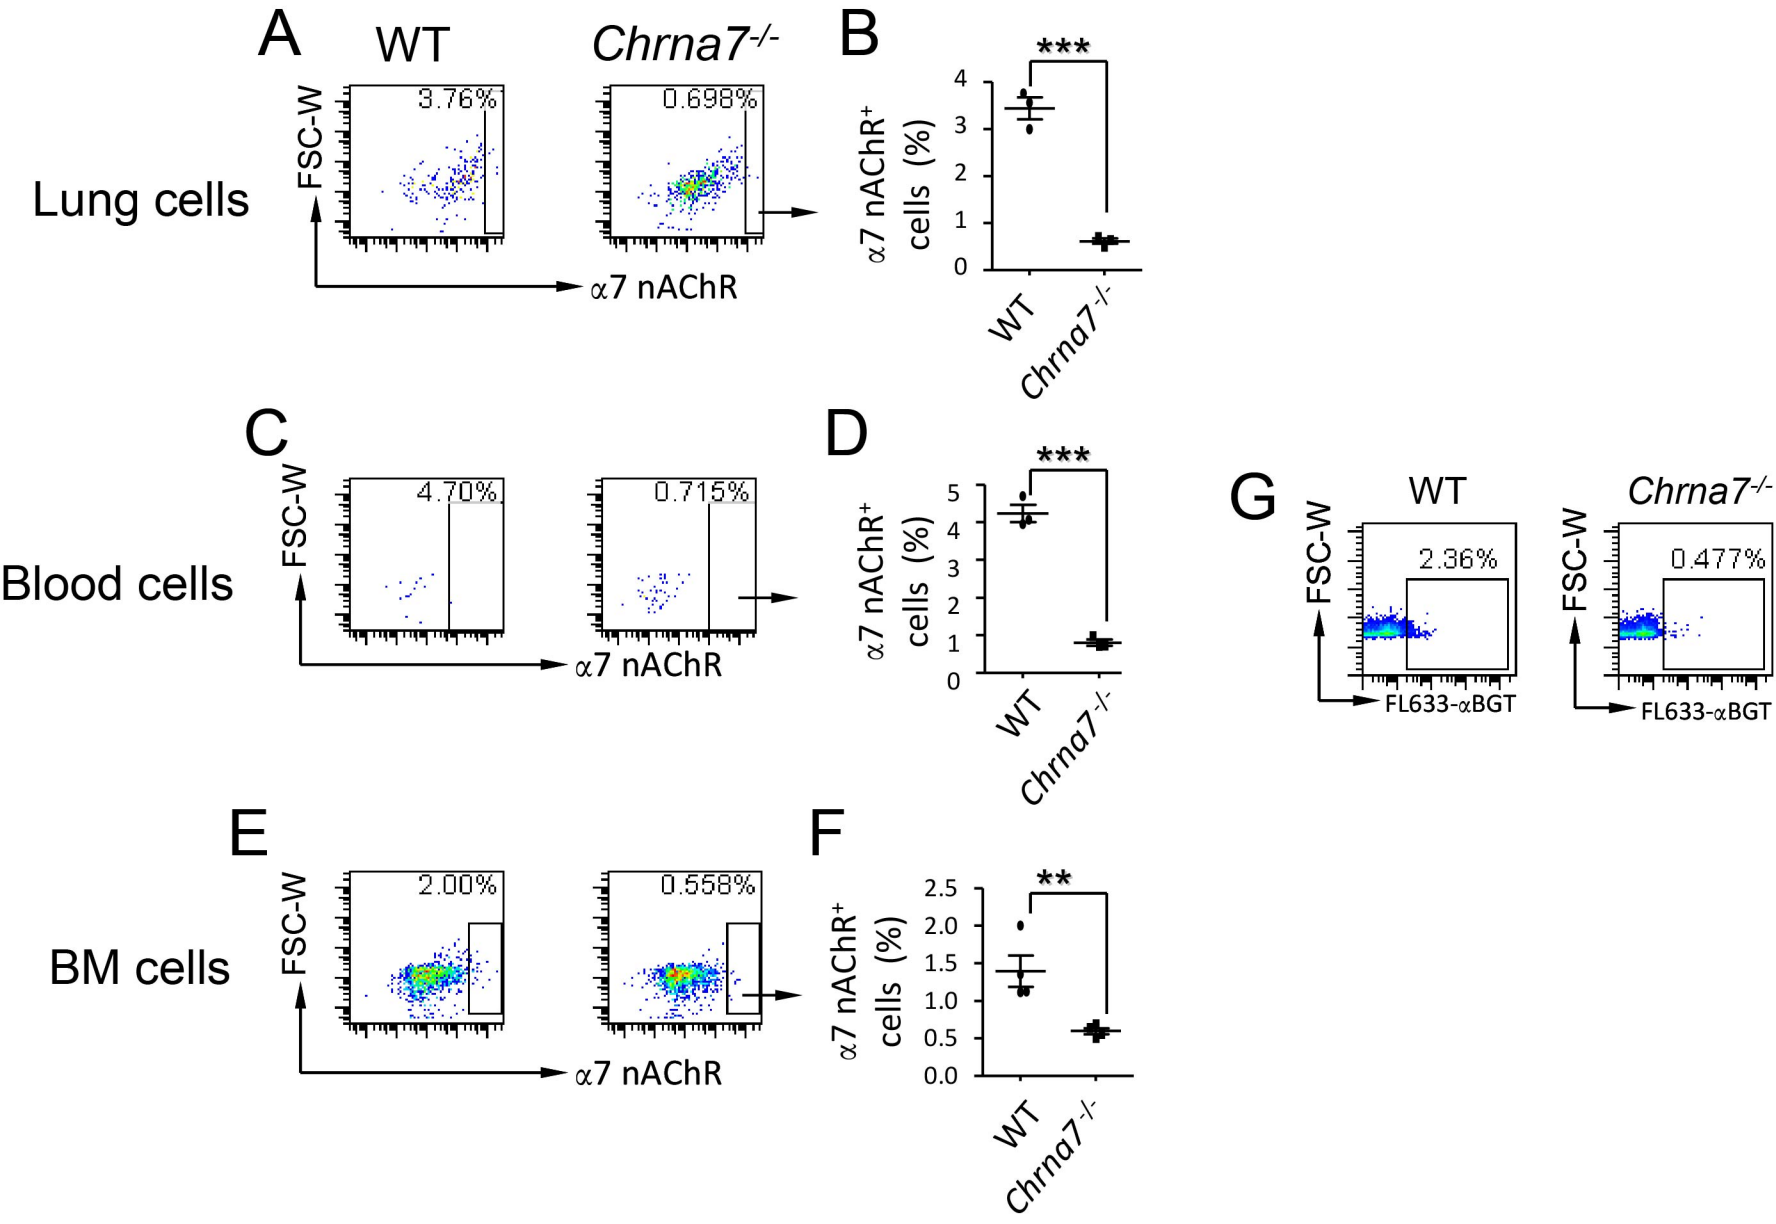 A
WT
Chrna7-/-
B
Lung cells
FSC-W
3.76%
0.698%
α7 nAChR
α7 nAChR+
cells (%)
***
4
3
2
1
0
WT
Chrna7-/-
C
D
Blood cells
FSC-W
4.70%
0.715%
α7 nAChR
α7 nAChR+
cells (%)
***
5
4
3
2
1
0
WT
Chrna7-/-
G
WT
Chrna7-/-
FSC-W
2.36%
FL633-αBGT
FSC-W
0.477%
FL633-αBGT
E
F
BM cells
FSC-W
2.00%
0.558%
α7 nAChR
α7 nAChR+
cells (%)
**
2.5
2.0
1.5
1.0
0.5
0.0
WT
Chrna7-/-